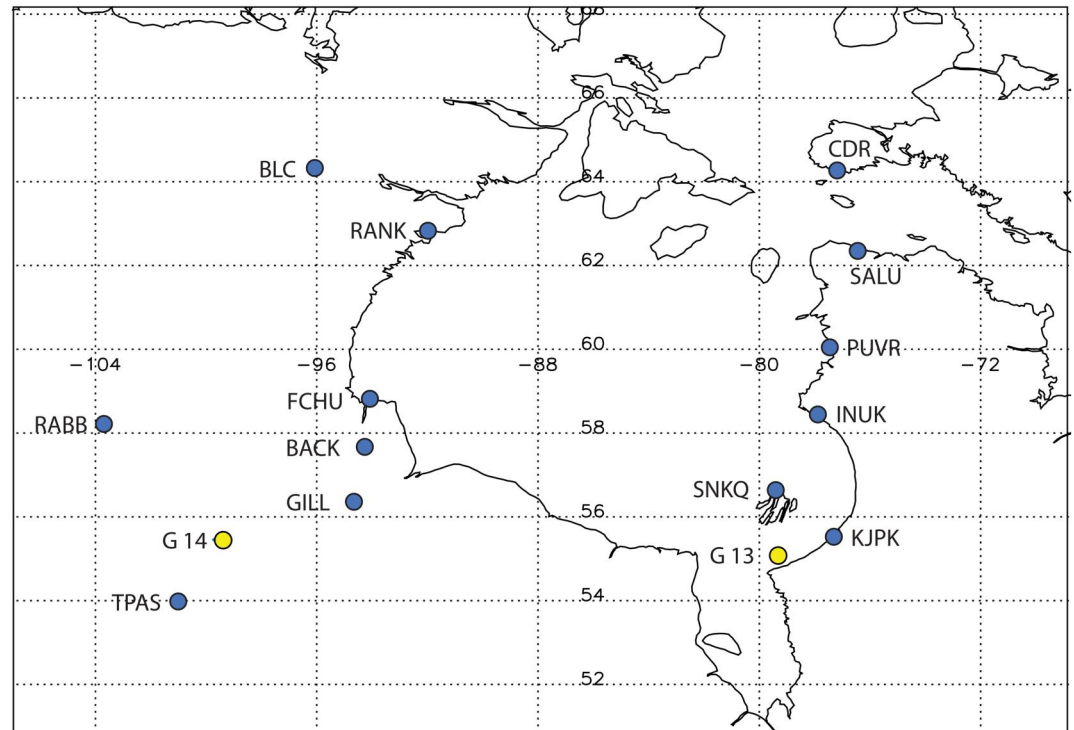 68
66
CDR
BLC
64
RANK
62
SALU
60
PUVR
-104
-96
-88
-80
-72
FCHU
INUK
RABB
58
BACK
SNKQ
GILL
56
G 14
KJPK
G 13
TPAS
54
52